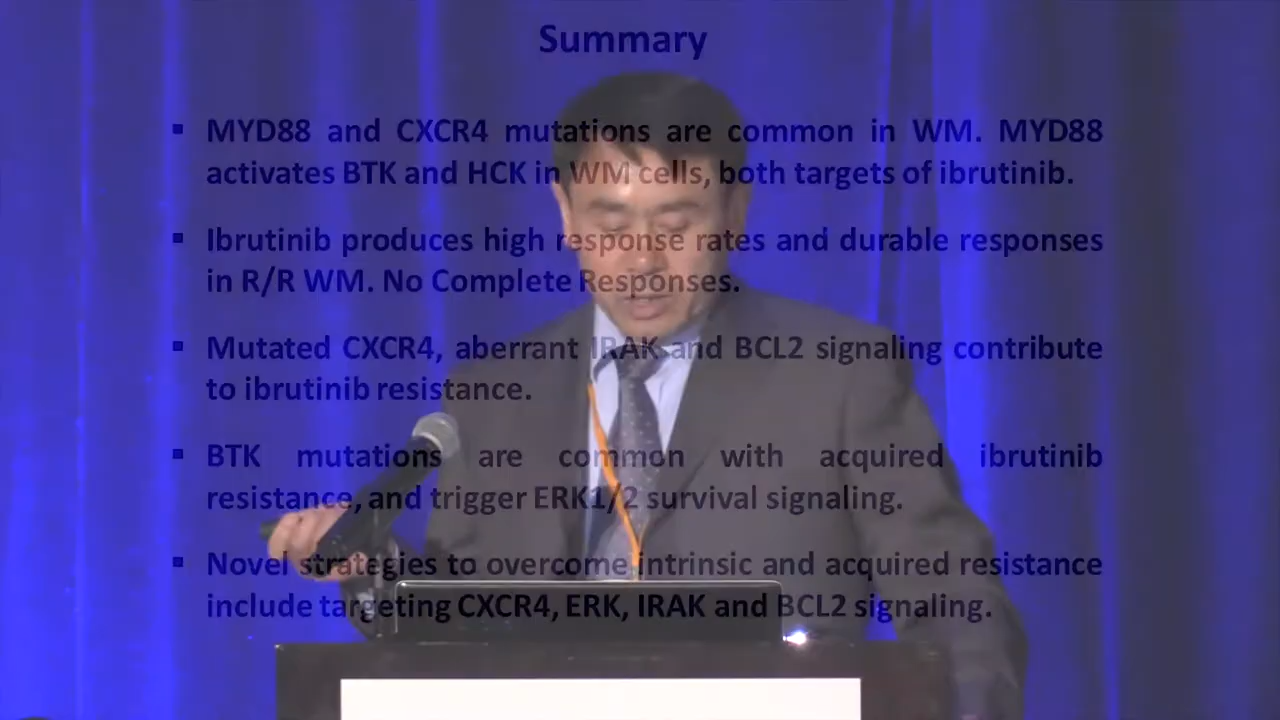 Summary
MYD88 and CXCR4 mutations are common in WM. MYD88
activates BTK and HCK in WM cells, both targets of ibrutinib.
Ibrutinib produces high response rates and durable responses
in R/R WM. No Complete Responses.
Mutated CXCR4, aberrant IRAK and BCL2 signaling contribute
to ibrutinib resistance.
BTK mutations are common with acquired ibrutinib
resistance, and trigger ERK1/2 survival signaling.
Novel strategies to overcome intrinsic and acquired resistance
include targeting CXCR4, ERK, IRAK and BCL2 signaling.